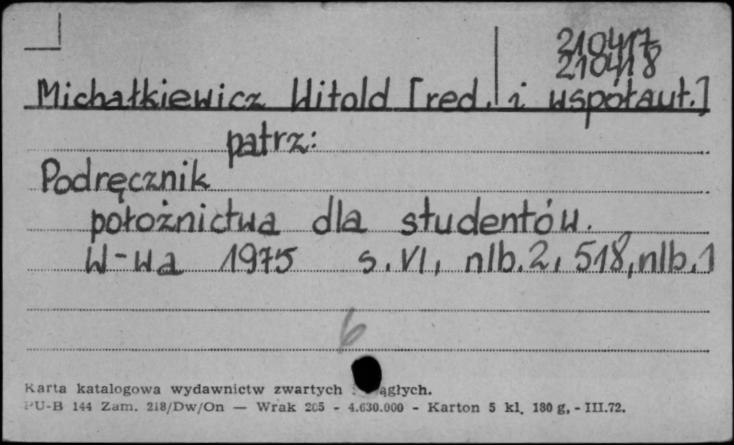 210417
210418
Michałkiewicz Witold [red. i współaut.]
patrz:
Podręcznik
położnictwa dla studentów.
W-wa 1975 s. VI, nlb. 2, 518, nlb. 1
6
Karta katalogowa wydawnictw zwartych ągłych.
PU-B 144 Zam. 218/Dw/On — Wrak 205 - 4.630.000 - Karton 5 kl. 180 g, - III.72.